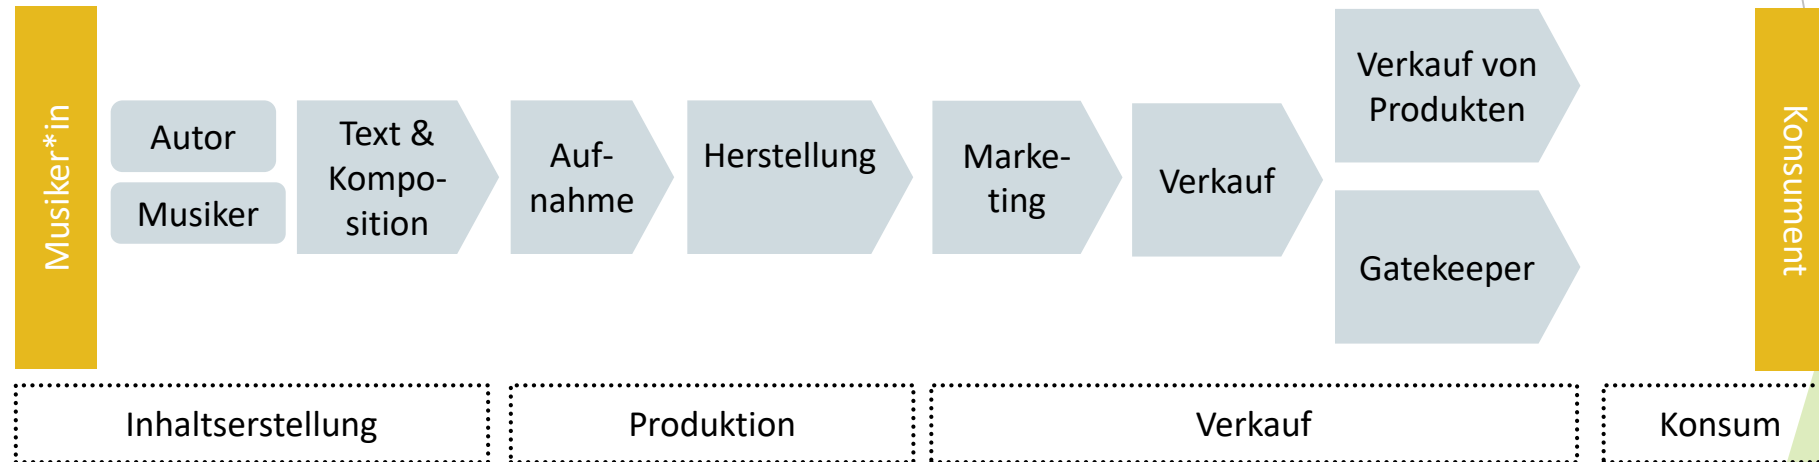 Musiker*in
Autor
Musiker
Text &
Kompo-
sition
Auf-
nahme
Herstellung
Marke-
ting
Verkauf
Verkauf von
Produkten
Gatekeeper
Konsument
Inhaltserstellung
Produktion
Verkauf
Konsum